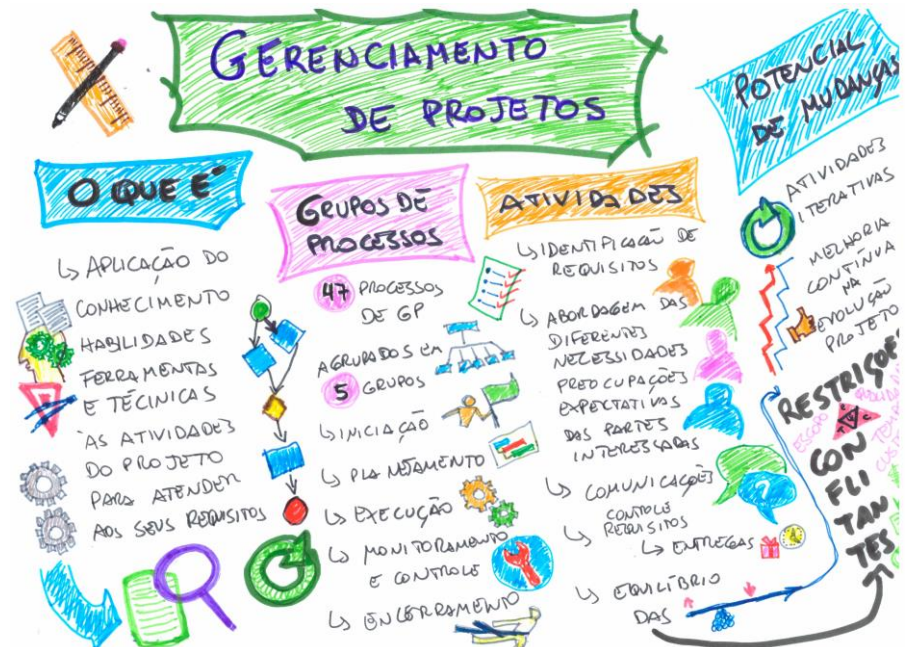 GERENCIAMENTO
DE PROJETOS
O QUE É
↳ APLICAÇÃO DO
CONHECIMENTO
HABILIDADES
FERRAMENTAS
E TÉCINICAS
ÀS ATIVIDADES
DO PROJETO
PARA ATENDER
AOS SEUS REQUISITOS
GRUPOS DE
PROCESSOS
47 PROCESSOS
DE GP
AGRUPADOS EM
5 GRUPOS
↳ INICIAÇÃO
↳ PLANEJAMENTO
↳ EXECUÇÃO
↳ MONITORAMENTO
E CONTROLE
↳ ENCERRAMENTO
ATIVIDADES
↳ IDENTIFICAÇÃO DE
REQUISITOS
↳ ABORDAGEM DAS
DIFERENTES
NECESSIDADES
PREOCUPAÇÕES
EXPECTATIVAS
DAS PARTES
INTERESSADAS
↳ COMUNICAÇÕES
?
CONTROLE
REQUISITOS
↳ ENTREGAS
↳ EQUILÍBRIO
DAS
RESTRIÇÕES
CON
FLI
TAN
TES
ESCOPO
POTENCIAL
DE MUDANÇAS
ATIVIDADES
ITERATIVAS
MELHORIA
CONTÍNUA
NA
EVOLUÇÃO
PROJETO